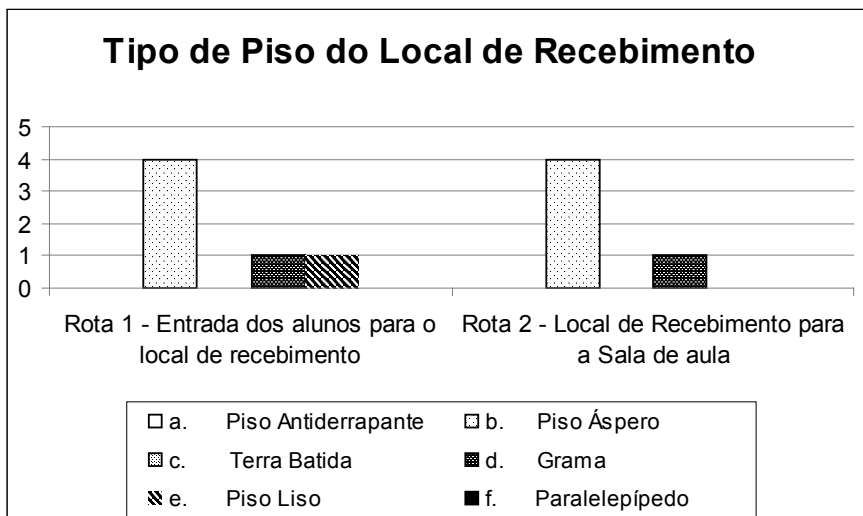 Tipo de Piso do Local de Recebimento
5
4
3
2
1
0
Rota 1 - Entrada dos alunos para o
local de recebimento
Rota 2 - Local de Recebimento para
a Sala de aula
a. Piso Antiderrapante
b. Piso Áspero
c. Terra Batida
d. Grama
e. Piso Liso
f. Paralelepípedo